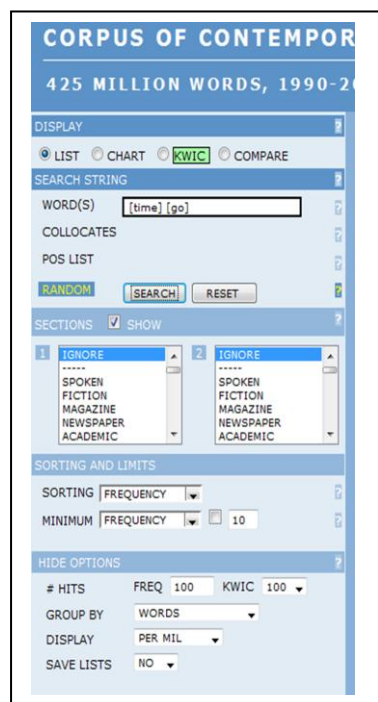 CORPUS OF CONTEMPOR
425 MILLION WORDS, 1990-2
DISPLAY ?
LIST CHART KWIC COMPARE
SEARCH STRING ?
WORD(S) [time] [go] ?
COLLOCATES ?
POS LIST ?
RANDOM SEARCH RESET ?
SECTIONS SHOW ?
1 IGNORE 2 IGNORE
----- -----
SPOKEN SPOKEN
FICTION FICTION
MAGAZINE MAGAZINE
NEWSPAPER NEWSPAPER
ACADEMIC ACADEMIC
SORTING AND LIMITS
SORTING FREQUENCY ?
MINIMUM FREQUENCY 10 ?
HIDE OPTIONS ?
# HITS FREQ 100 KWIC 100
GROUP BY WORDS
DISPLAY PER MIL
SAVE LISTS NO